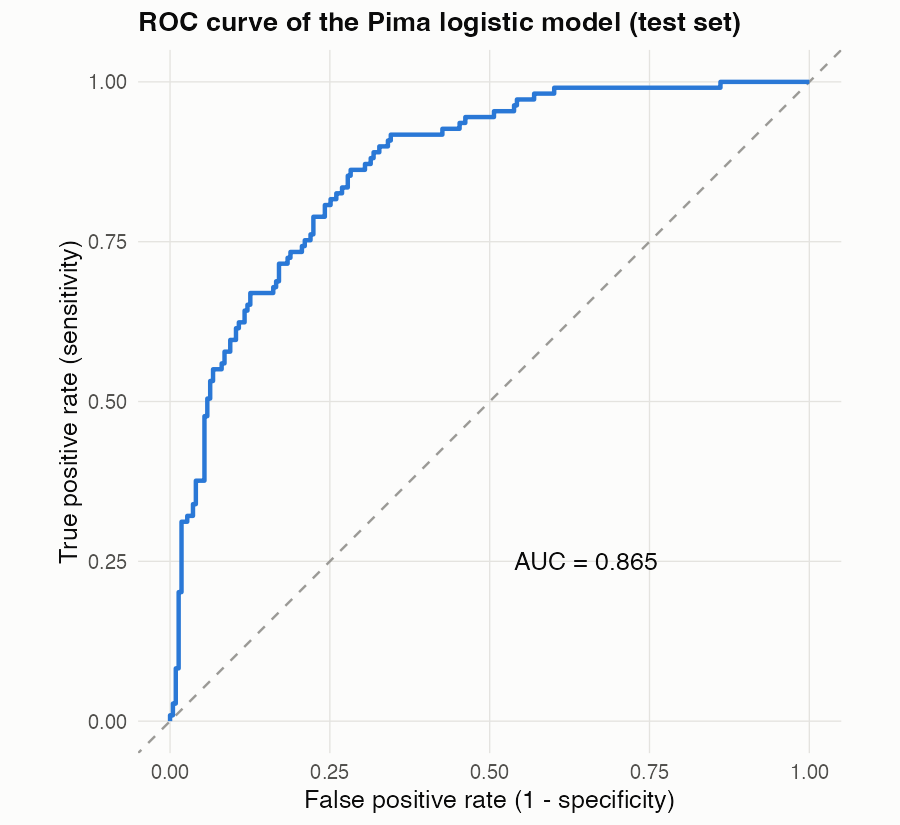 ROC curve of the Pima logistic model (test set)
1.00
0.75
0.50
0.25
0.00
True positive rate (sensitivity)
AUC = 0.865
0.00 0.25 0.50 0.75 1.00
False positive rate (1 - specificity)